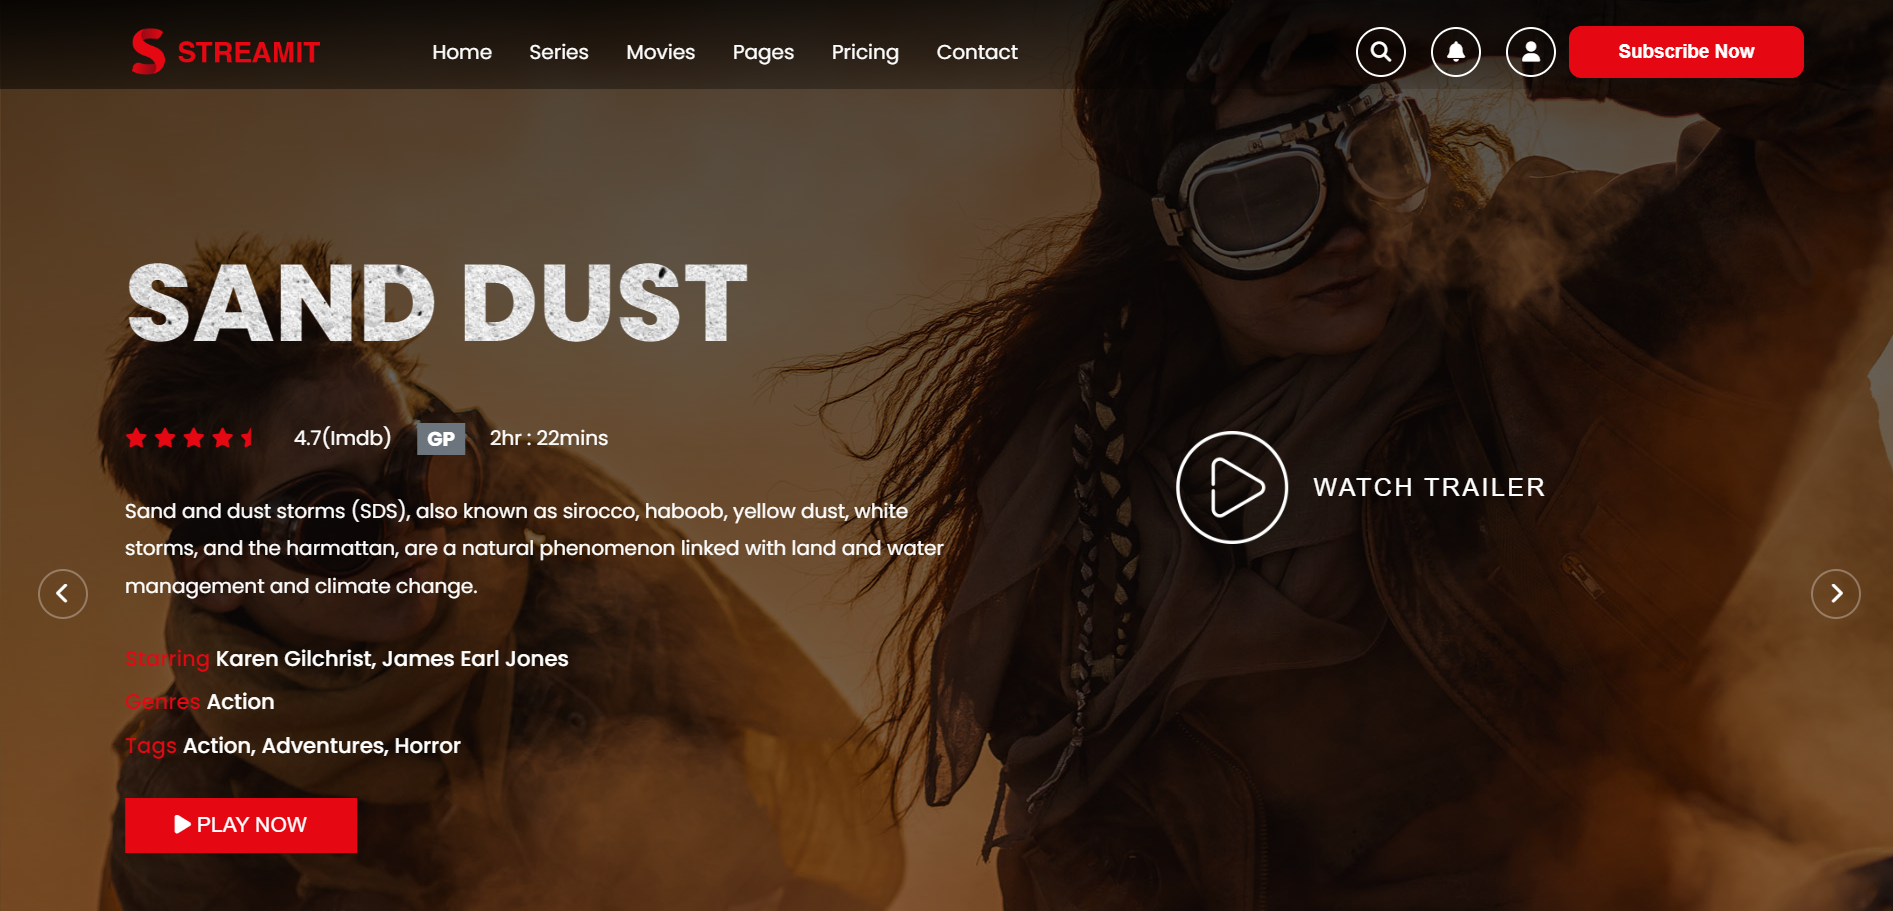 STREAMIT
Home Series Movies Pages Pricing Contact
Subscribe Now
SAND DUST
4.7(Imdb) GP 2hr : 22mins
Sand and dust storms (SDS), also known as sirocco, haboob, yellow dust, white
storms, and the harmattan, are a natural phenomenon linked with land and water
management and climate change.
WATCH TRAILER
Starring Karen Gilchrist, James Earl Jones
Genres Action
Tags Action, Adventures, Horror
PLAY NOW